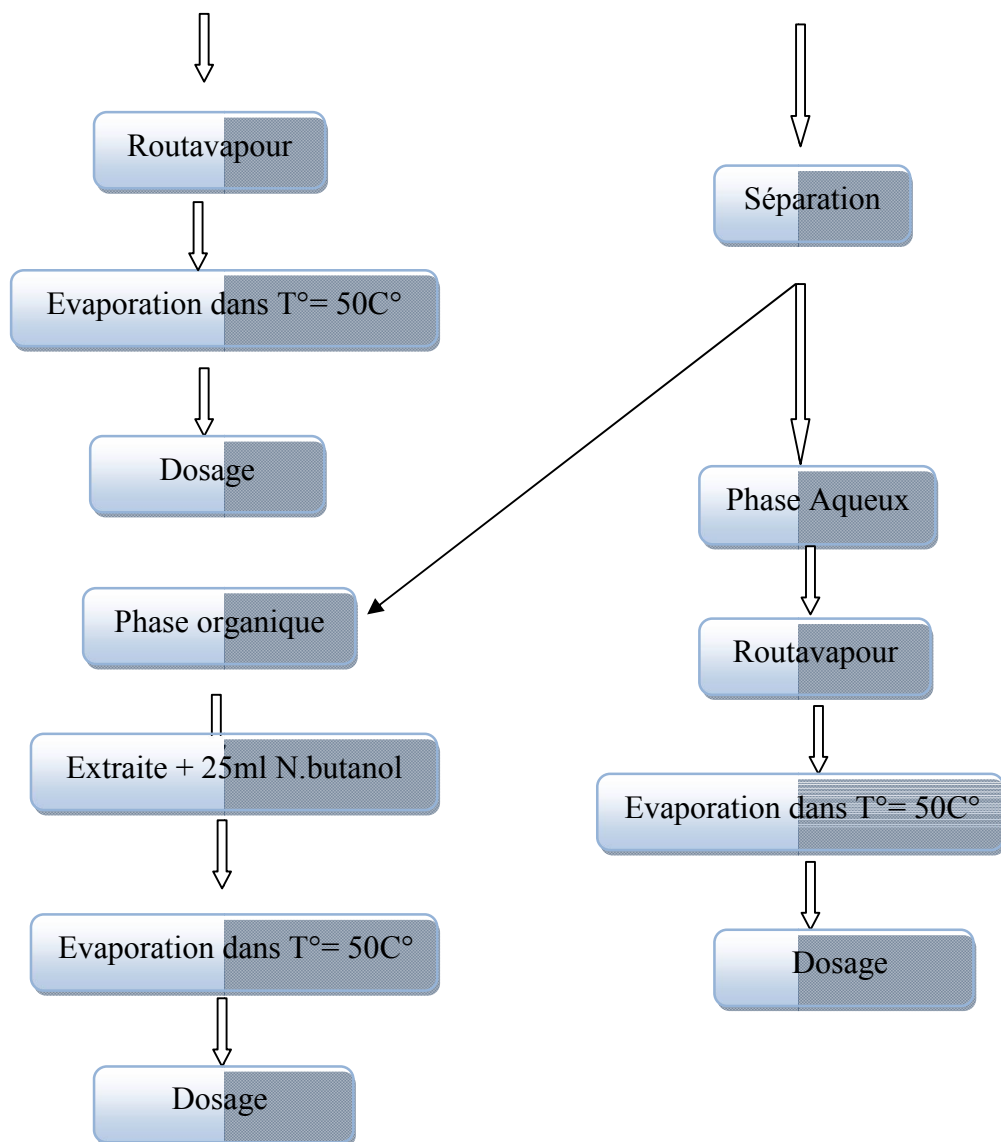 Routavapour
Séparation
Evaporation dans T°= 50C°
Dosage
Phase Aqueux
Phase organique
Routavapour
Extraite + 25ml N.butanol
Evaporation dans T°= 50C°
Evaporation dans T°= 50C°
Dosage
Dosage